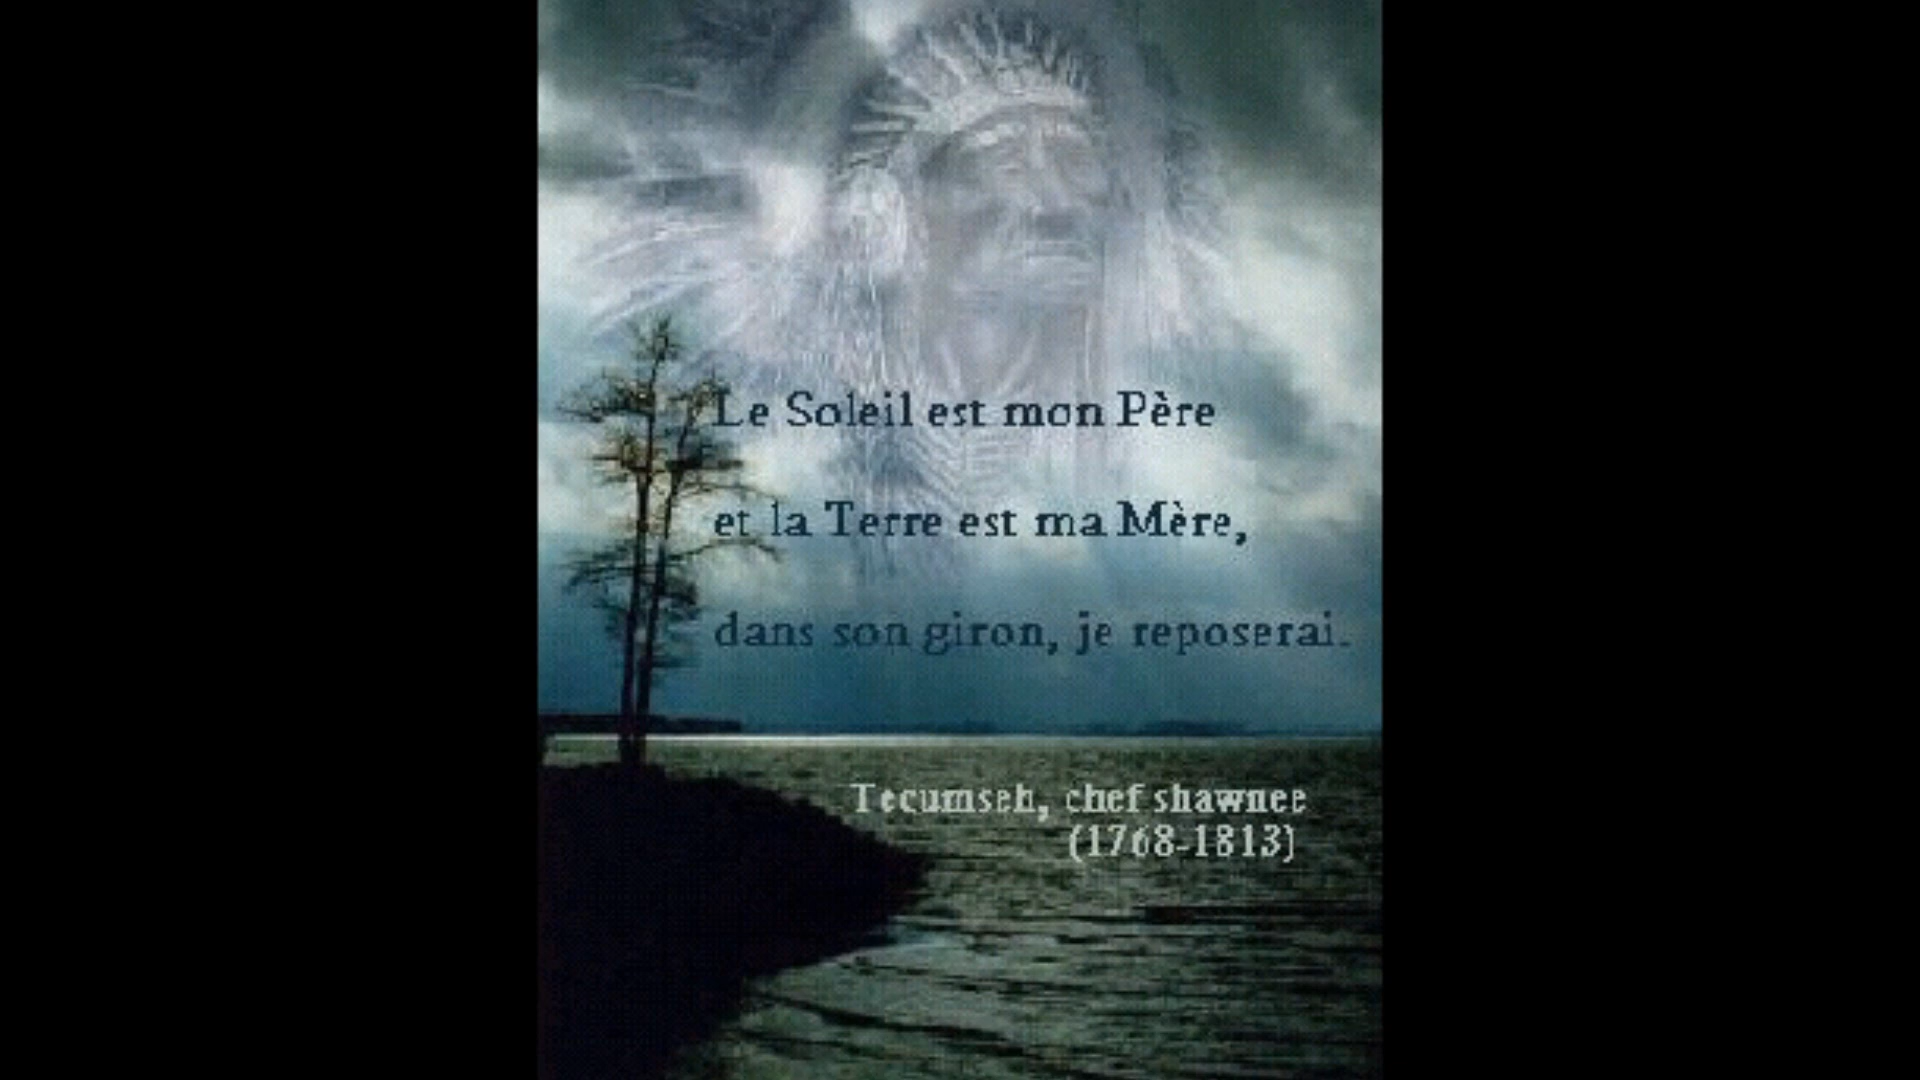 Le Soleil est mon Père
et la Terre est ma Mère,
dans son giron, je reposerai.
Tecumseh, chef shawnee
(1768-1813)